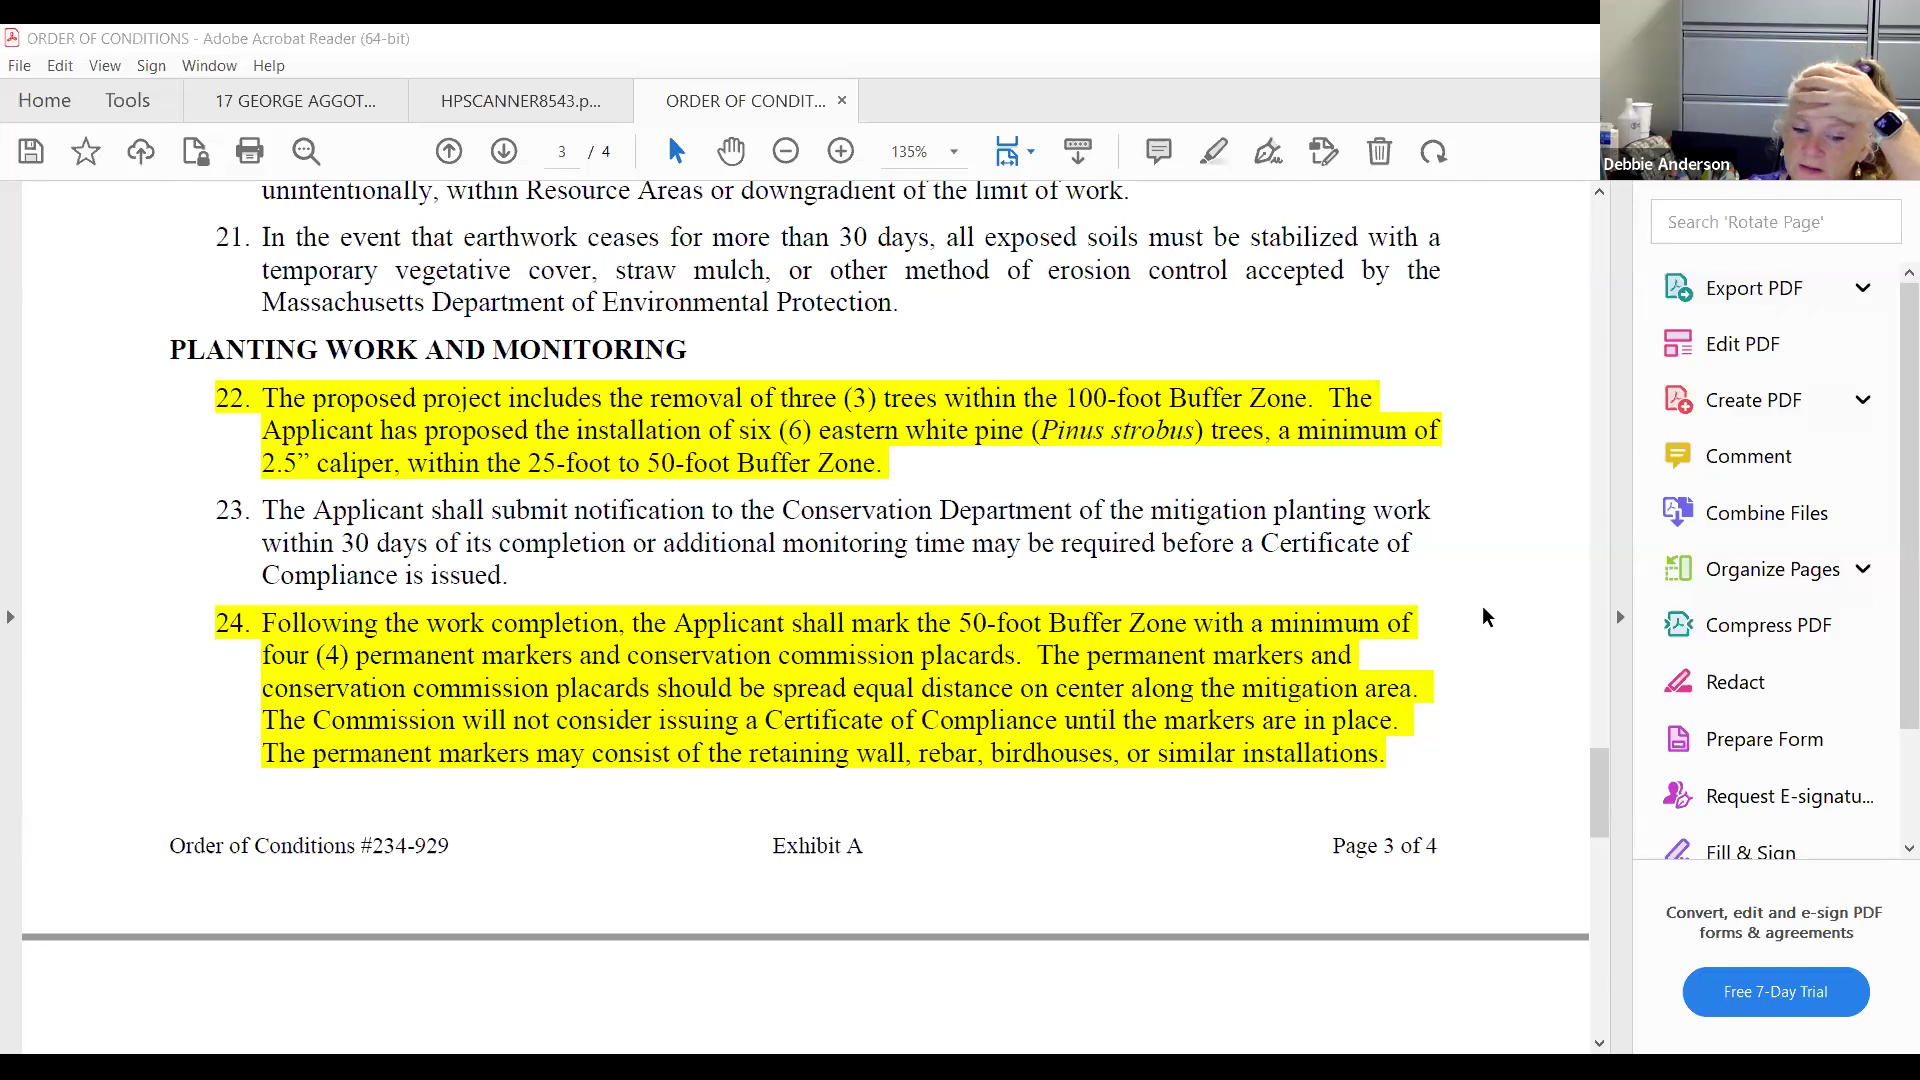 ORDER OF CONDITIONS - Adobe Acrobat Reader (64-bit)
File Edit View Sign Window Help
Home Tools 17 GEORGE AGGOT... HPSCANNER8543.p... ORDER OF CONDIT... ×
3 / 4 135%
Debbie Anderson
unintentionally, within Resource Areas or downgradient of the limit of work.
21. In the event that earthwork ceases for more than 30 days, all exposed soils must be stabilized with a
temporary vegetative cover, straw mulch, or other method of erosion control accepted by the
Massachusetts Department of Environmental Protection.
PLANTING WORK AND MONITORING
22. The proposed project includes the removal of three (3) trees within the 100-foot Buffer Zone. The
Applicant has proposed the installation of six (6) eastern white pine (Pinus strobus) trees, a minimum of
2.5” caliper, within the 25-foot to 50-foot Buffer Zone.
23. The Applicant shall submit notification to the Conservation Department of the mitigation planting work
within 30 days of its completion or additional monitoring time may be required before a Certificate of
Compliance is issued.
24. Following the work completion, the Applicant shall mark the 50-foot Buffer Zone with a minimum of
four (4) permanent markers and conservation commission placards. The permanent markers and
conservation commission placards should be spread equal distance on center along the mitigation area.
The Commission will not consider issuing a Certificate of Compliance until the markers are in place.
The permanent markers may consist of the retaining wall, rebar, birdhouses, or similar installations.
Order of Conditions #234-929 Exhibit A Page 3 of 4
Search 'Rotate Page'
Export PDF
Edit PDF
Create PDF
Comment
Combine Files
Organize Pages
Compress PDF
Redact
Prepare Form
Request E-signatu...
Fill & Sign
Convert, edit and e-sign PDF
forms & agreements
Free 7-Day Trial